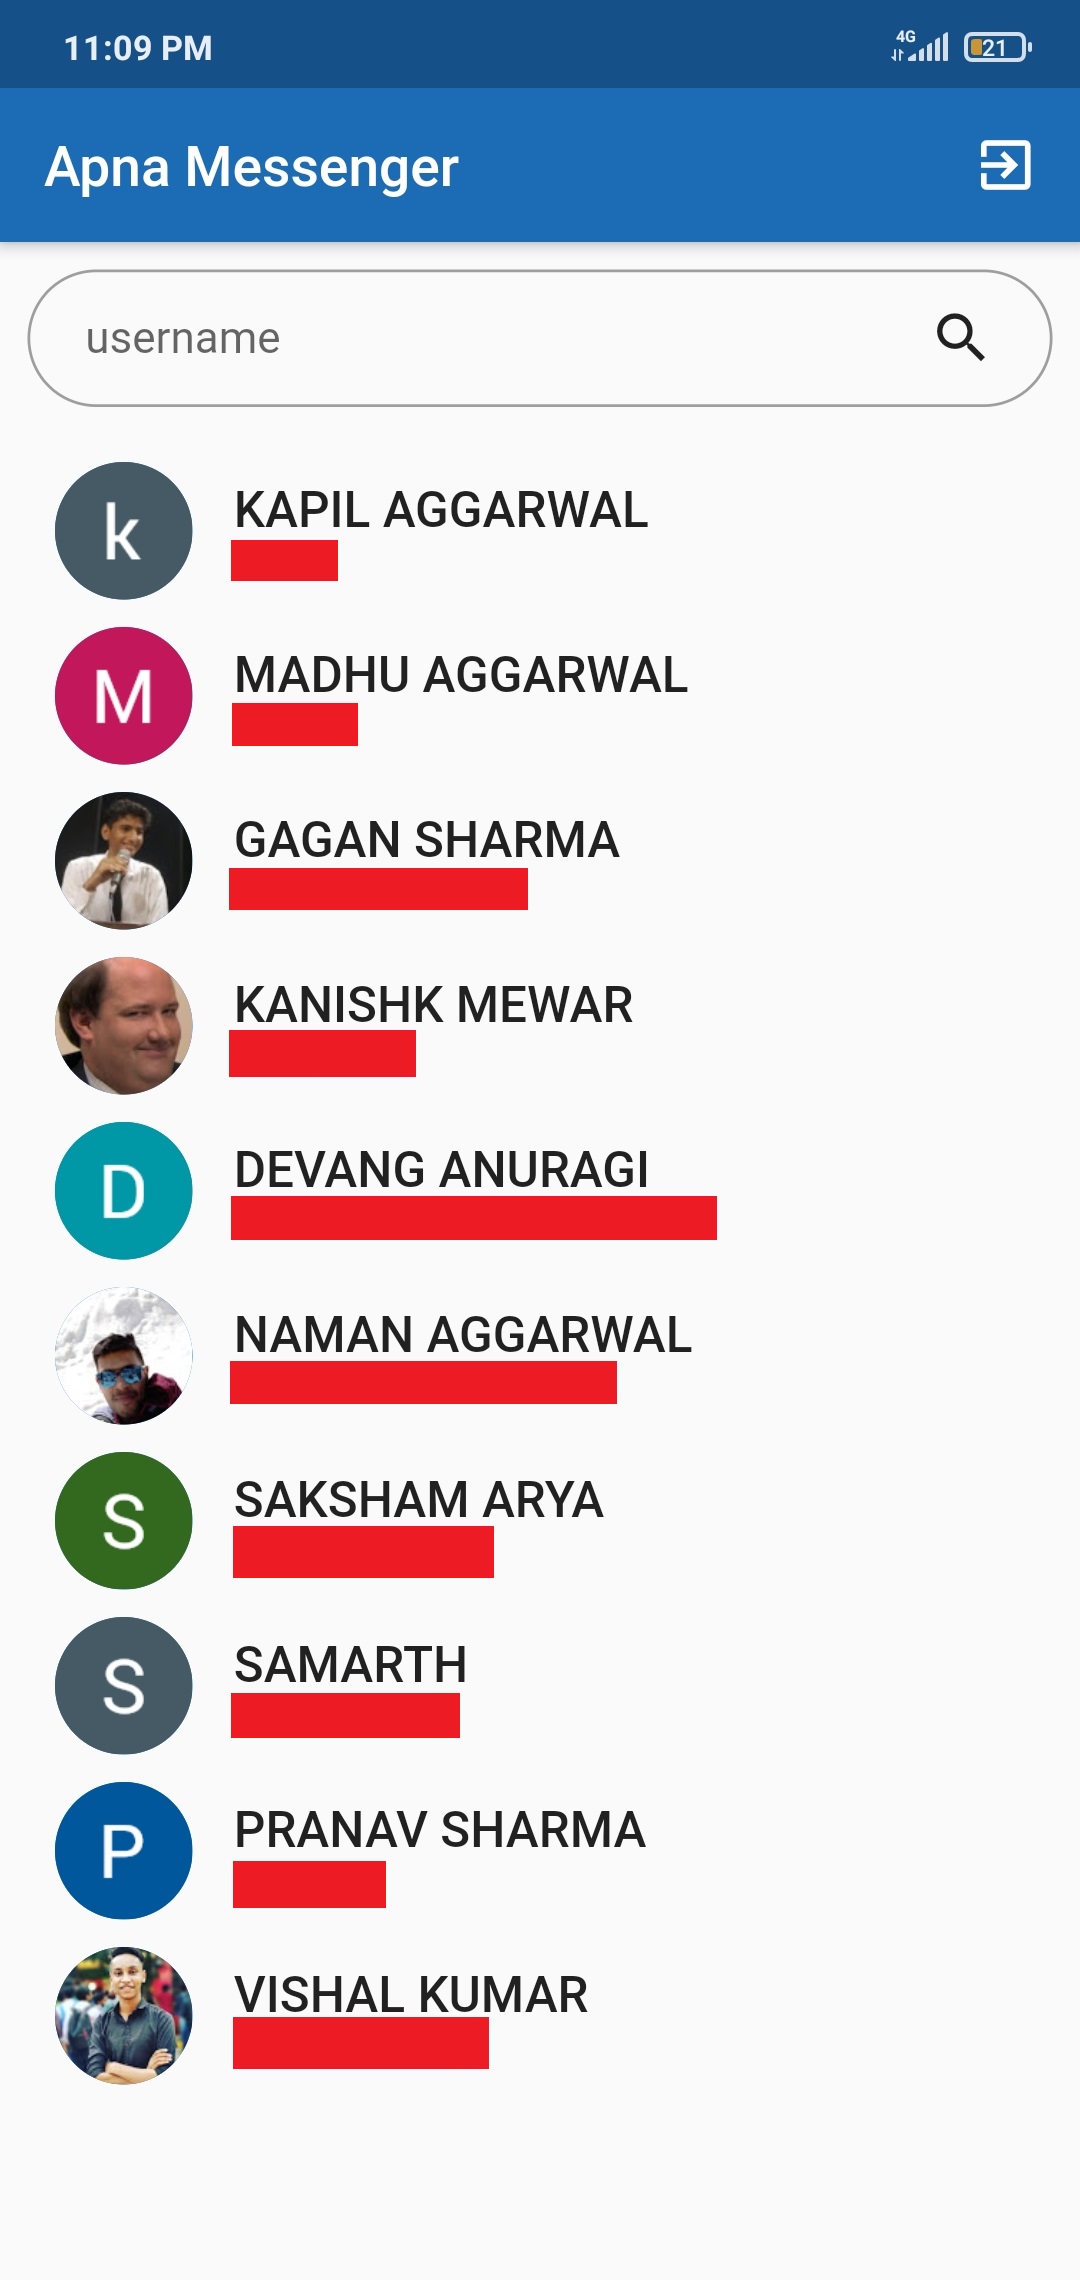 11:09 PM
4G
21
Apna Messenger
username
k
KAPIL AGGARWAL
M
MADHU AGGARWAL
GAGAN SHARMA
KANISHK MEWAR
D
DEVANG ANURAGI
NAMAN AGGARWAL
S
SAKSHAM ARYA
S
SAMARTH
P
PRANAV SHARMA
VISHAL KUMAR